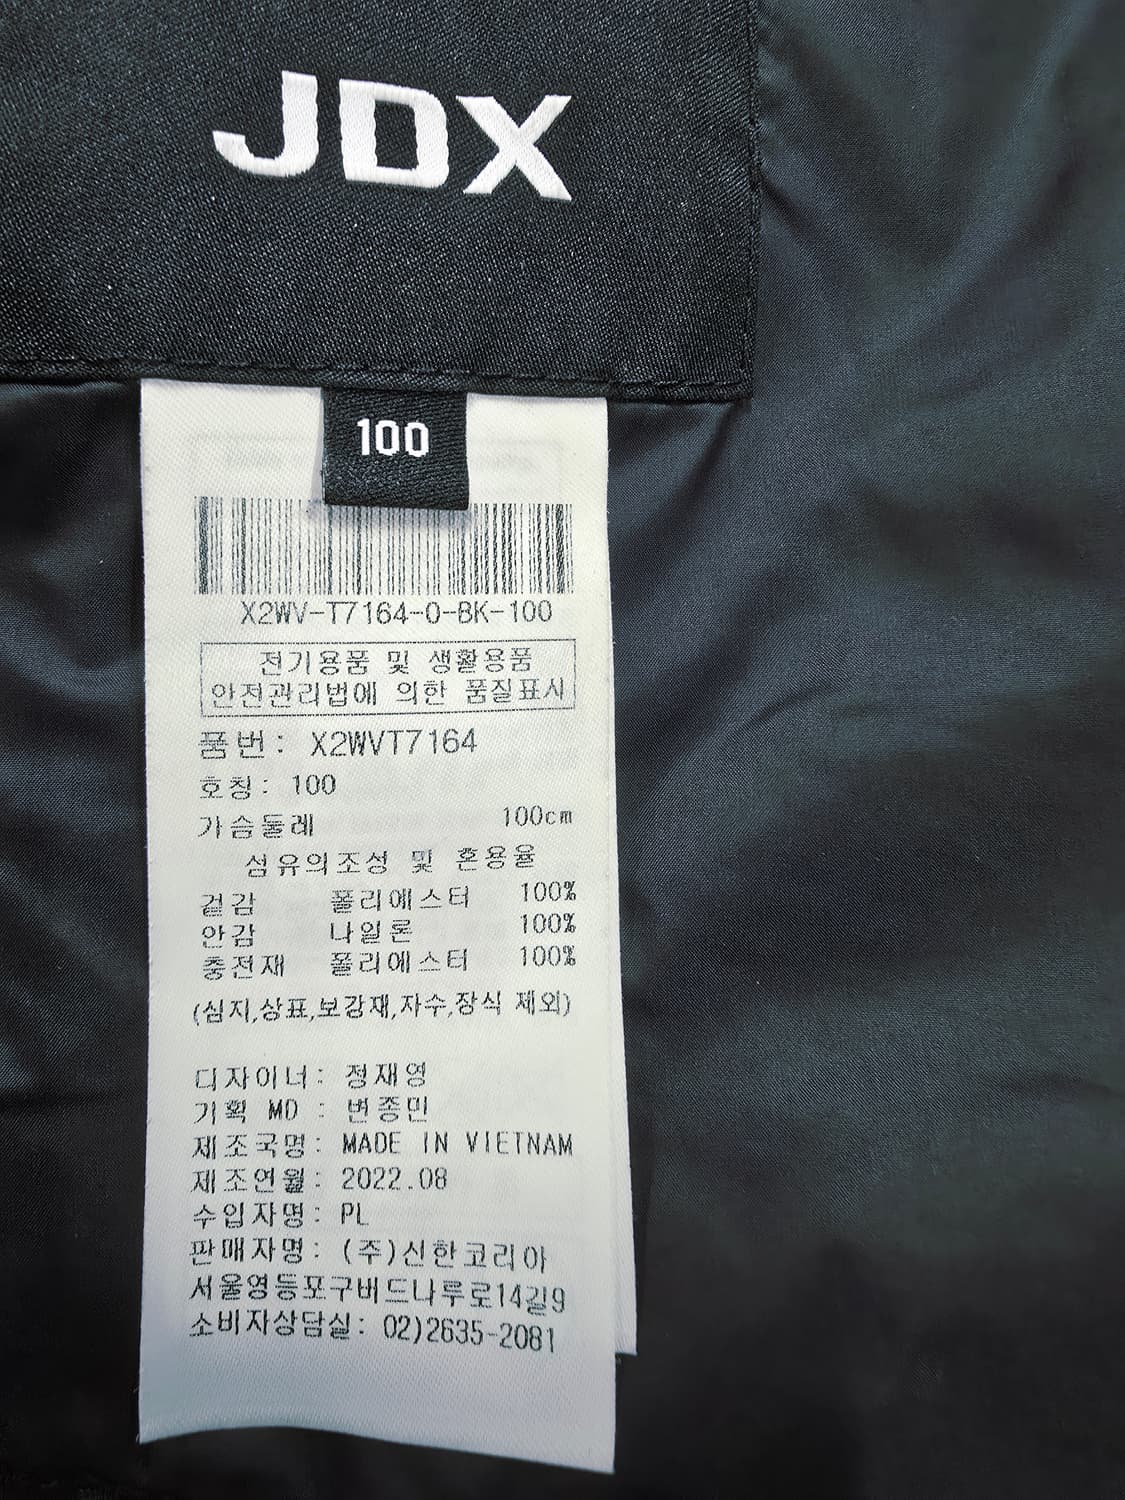 JDX
100
X2WV-T7164-0-BK-100
전기용품 및 생활용품
안전관리법에 의한 품질표시
품번: X2WVT7164
호칭: 100
가슴둘레 100cm
섬유의조성 및 혼용율
겉감 폴리에스터 100%
안감 나일론 100%
충전재 폴리에스터 100%
(심지,상표,보강재,자수,장식 제외)
디자이너: 정재영
기획 MD : 변종민
제조국명: MADE IN VIETNAM
제조연월: 2022.08
수입자명: PL
판매자명: (주)신한코리아
서울영등포구버드나루로14길9
소비자상담실: 02)2635-2081